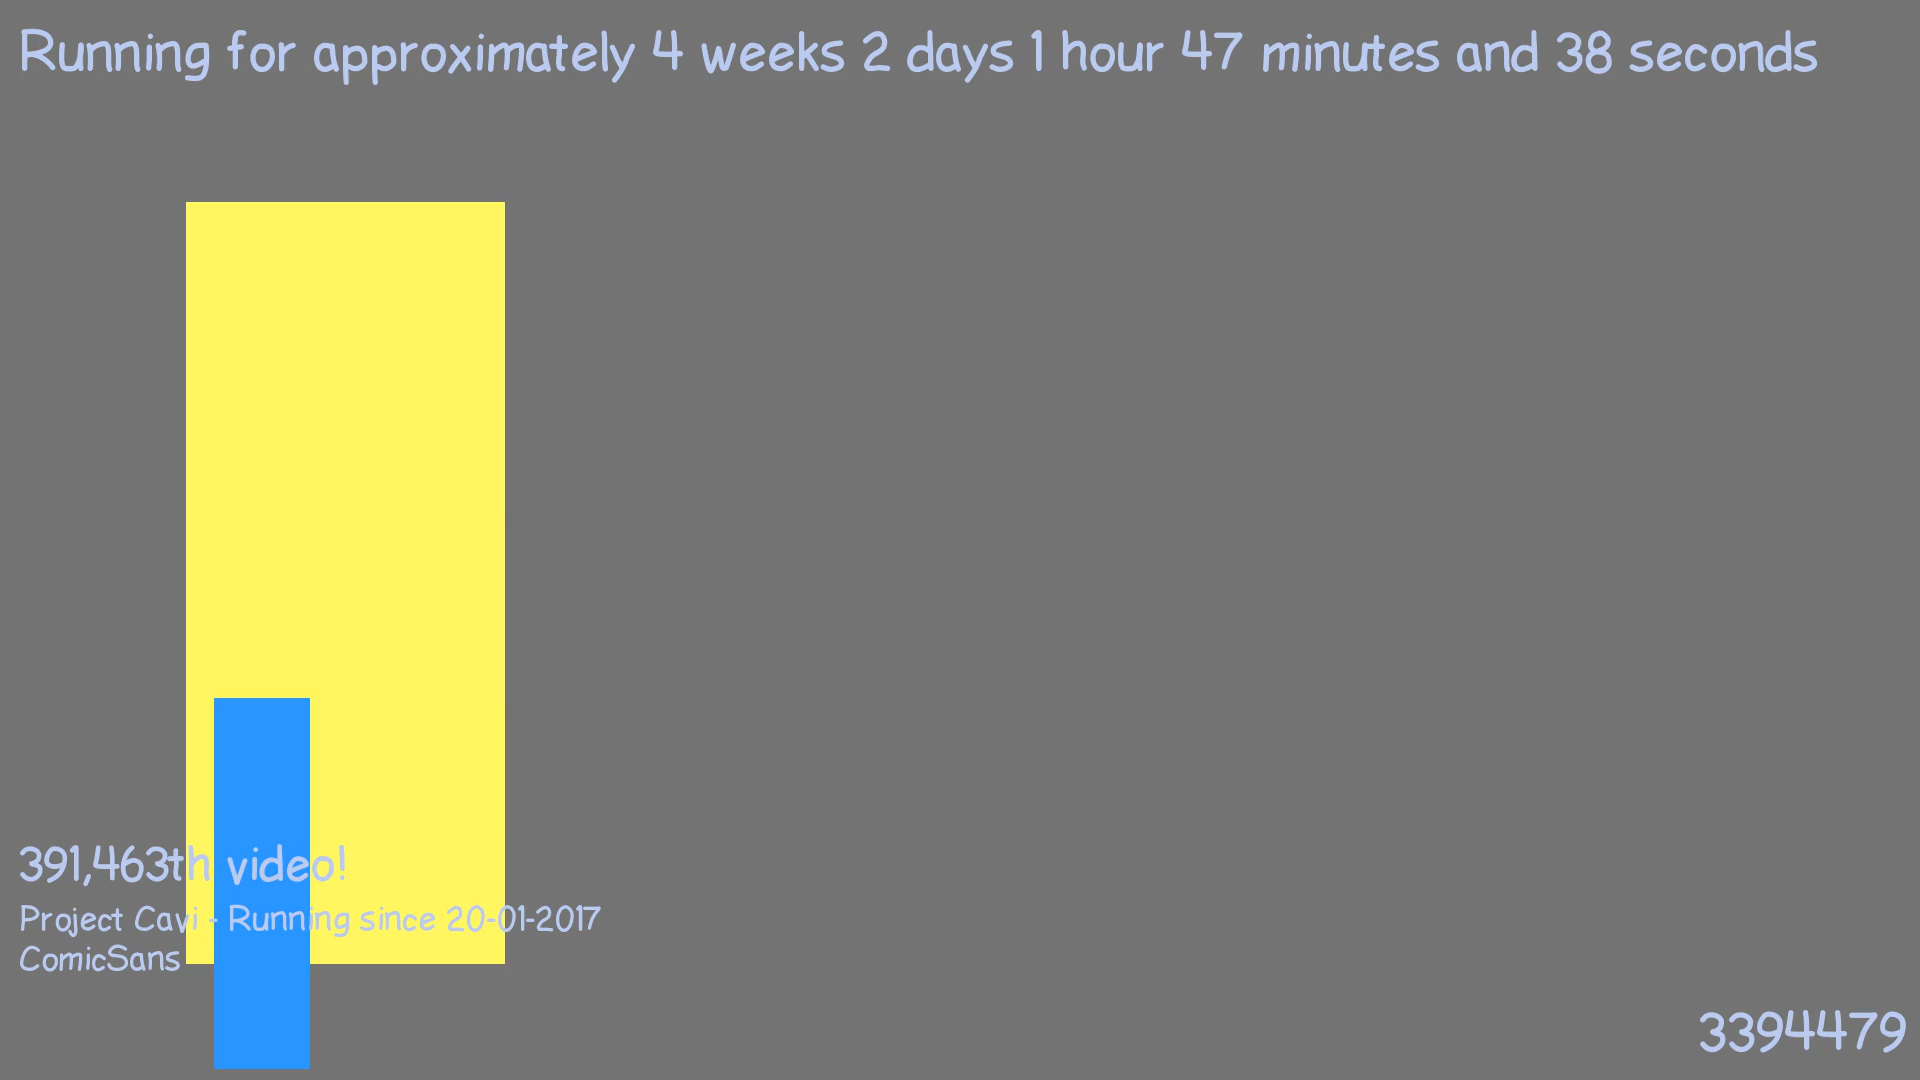 Running for approximately 4 weeks 2 days 1 hour 47 minutes and 38 seconds
391,463th video!
Project Cavi - Running since 20-01-2017
ComicSans
3394479